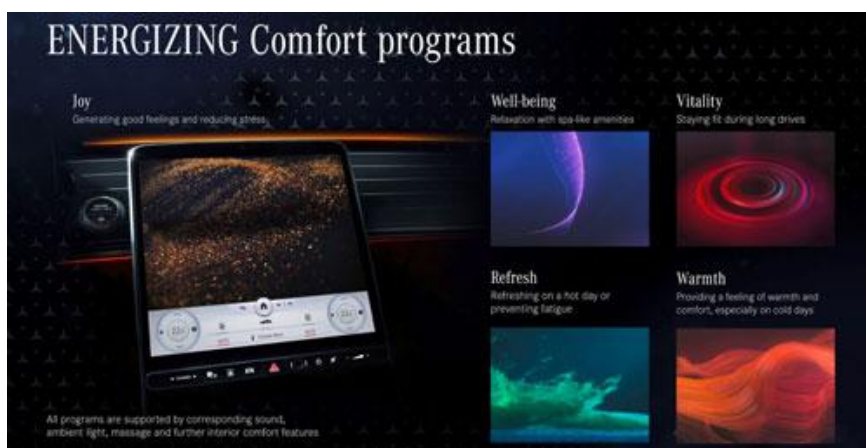 ENERGIZING Comfort programs
Joy
Generating good feelings and reducing stress
Well-being
Relaxation with spa-like amenities
Vitality
Staying fit during long drives
Refresh
Refreshing on a hot day or
preventing fatigue
Warmth
Providing a feeling of warmth and
comfort, especially on cold days
All programs are supported by corresponding sound,
ambient light, massage and further interior comfort features